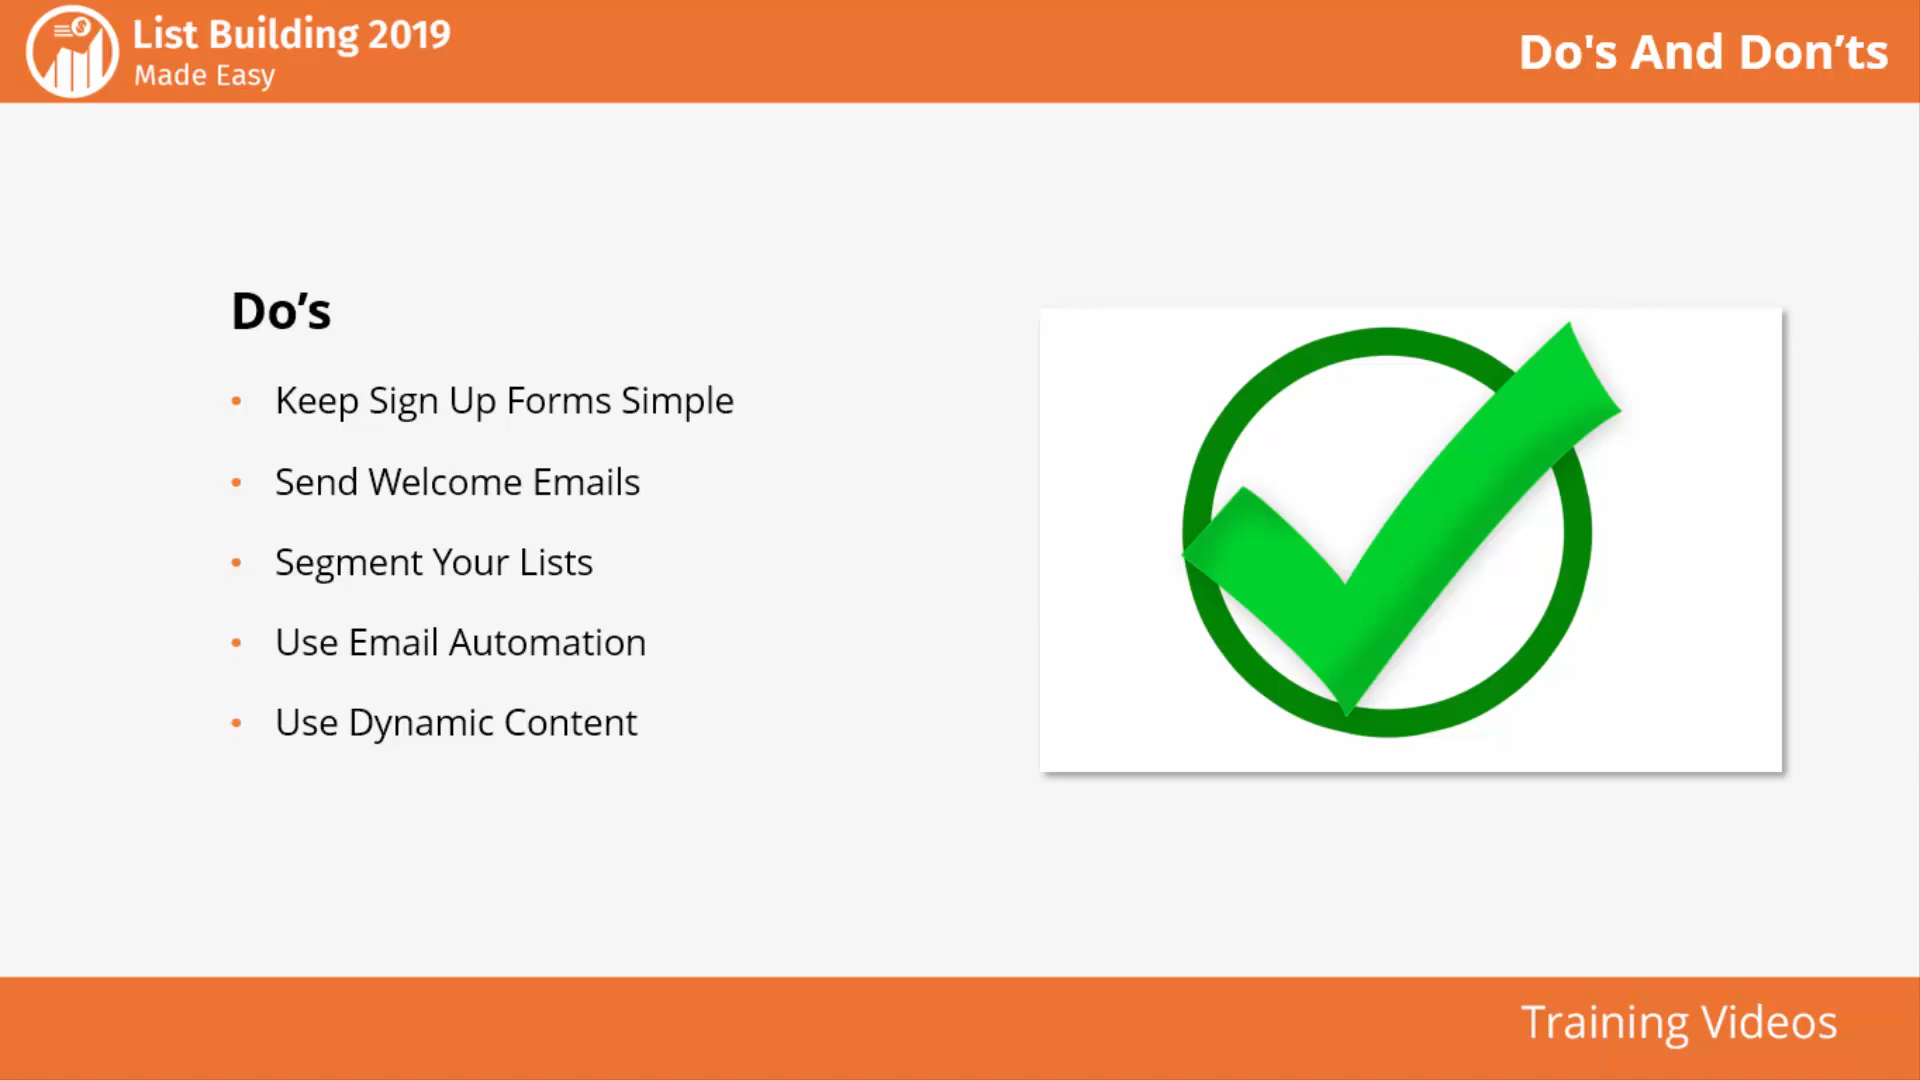 List Building 2019
Made Easy
Do's And Don’ts
Do’s
• Keep Sign Up Forms Simple
• Send Welcome Emails
• Segment Your Lists
• Use Email Automation
• Use Dynamic Content
Training Videos